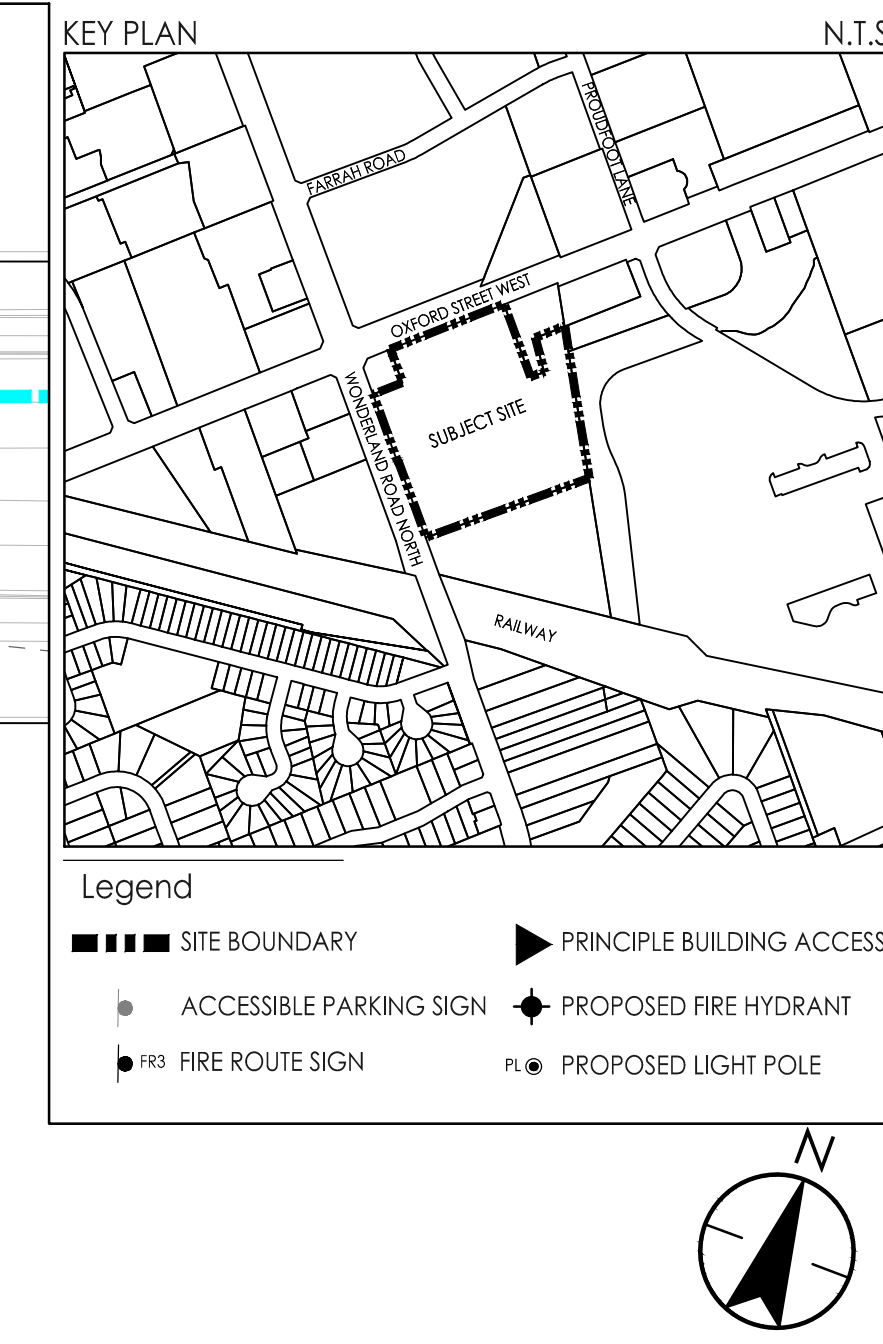 KEY PLAN
N.T.S
PROUDFOOT LANE
FARRAH ROAD
OXFORD STREET WEST
WONDERLAND ROAD NORTH
SUBJECT SITE
RAILWAY
Legend
SITE BOUNDARY
PRINCIPLE BUILDING ACCESS
ACCESSIBLE PARKING SIGN
PROPOSED FIRE HYDRANT
FR3 FIRE ROUTE SIGN
PL PROPOSED LIGHT POLE
N